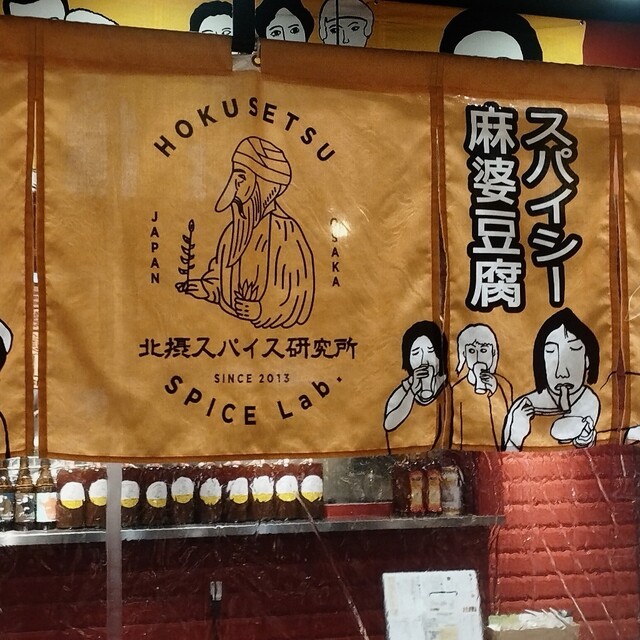 HOKUSETSU
JAPAN
OSAKA
北摂スパイス研究所
SINCE 2013
SPICE Lab.
スパイシー
麻婆豆腐